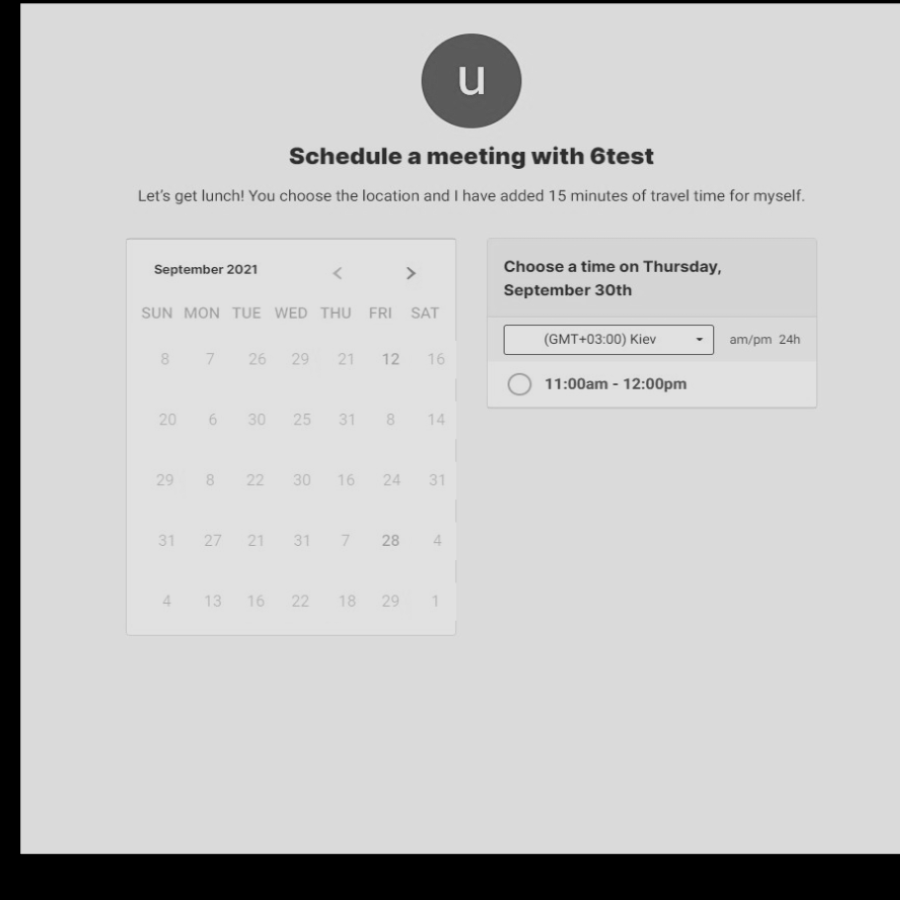 u
Schedule a meeting with 6test
Let's get lunch! You choose the location and I have added 15 minutes of travel time for myself.
September 2021 < >
SUN MON TUE WED THU FRI SAT
8 7 26 29 21 12 16
20 6 30 25 31 8 14
29 8 22 30 16 24 31
31 27 21 31 7 28 4
4 13 16 22 18 29 1
Choose a time on Thursday,
September 30th
(GMT+03:00) Kiev am/pm 24h
11:00am - 12:00pm